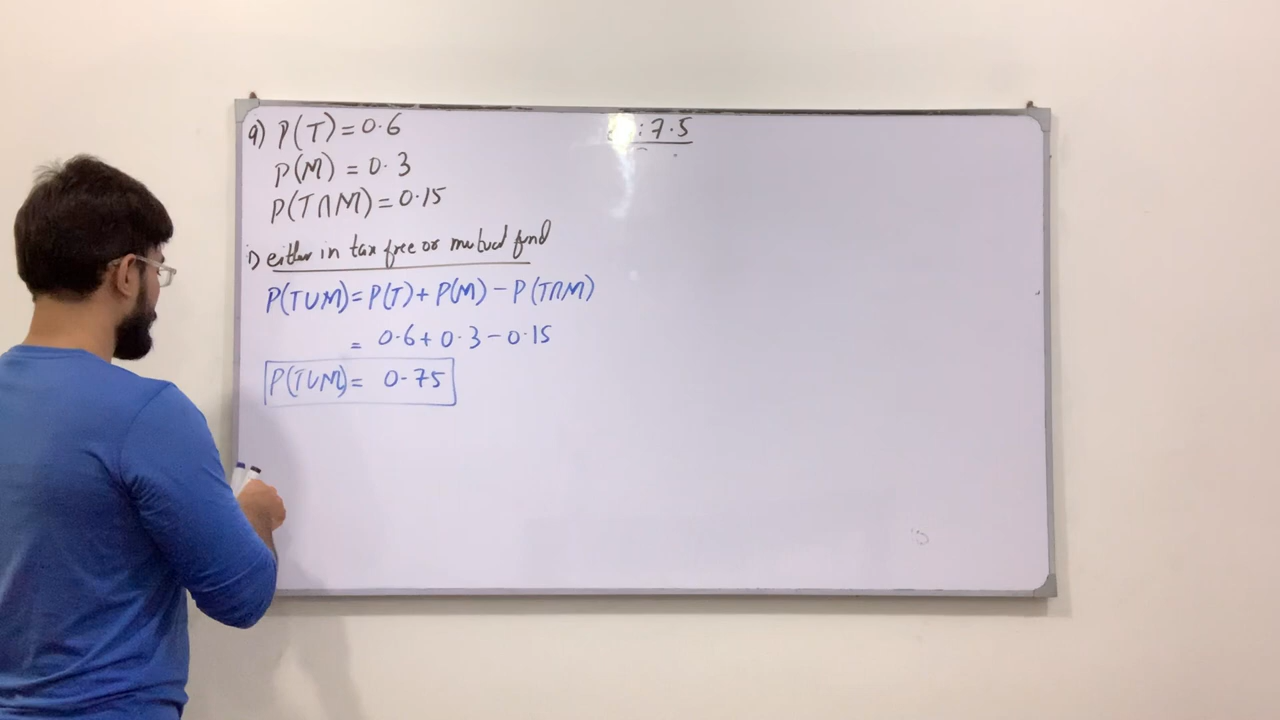 :7.5
9) P(T) = 0.6
P(M) = 0.3
P(T∩M) = 0.15
i) either in tax free or mutual fund
P(T∪M) = P(T) + P(M) - P(T∩M)
= 0.6 + 0.3 - 0.15
P(T∪M) = 0.75